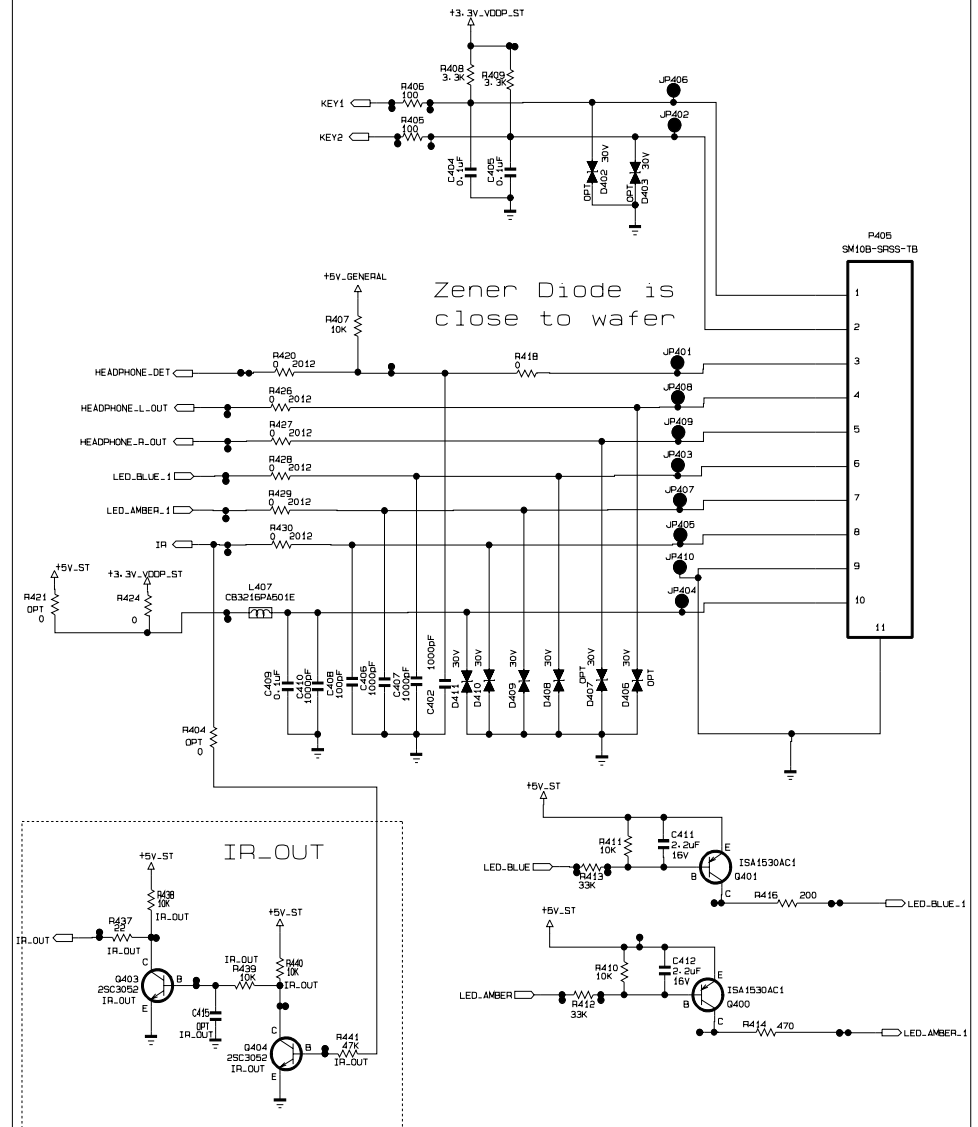 +3.3V_VDDP_ST
R408
3.3K
R409
3.3K
JP406
R406
100
KEY1
JP402
R405
100
KEY2
C404
0.1uF
C405
0.1uF
30V
OPT
D402
30V
OPT
D403
P405
SM10B-SRSS-TB
+5V_GENERAL
Zener Diode is
close to wafer
R407
10K
1
2
3
4
5
6
7
8
9
10
11
HEADPHONE_DET
R420
0 2012
R418
0
JP401
HEADPHONE_L_OUT
R426
0 2012
JP408
HEADPHONE_R_OUT
R427
0 2012
JP409
LED_BLUE_1
R428
0 2012
JP403
LED_AMBER_1
R429
0 2012
JP407
IR
R430
0 2012
JP405
JP410
JP404
+5V_ST
+3.3V_VDDP_ST
R421
OPT
0
R424
0
L407
CB3216PA501E
C409
0.1uF
C410
1000pF
C408
100pF
C406
1000pF
C407
1000pF
C402
1000pF
D411
30V
D410
30V
D409
30V
D408
30V
D407
OPT
30V
D406
30V
OPT
R404
OPT
0
+5V_ST
R411
10K
C411
2.2uF
16V
E
ISA1530AC1
Q401
B
C
LED_BLUE
R413
33K
R416
200
LED_BLUE_1
+5V_ST
R410
10K
C412
2.2uF
16V
E
ISA1530AC1
Q400
B
C
LED_AMBER
R412
33K
R414
470
LED_AMBER_1
IR_OUT
+5V_ST
R438
10K
IR_OUT
IR_OUT
R437
22
IR_OUT
C
Q403
2SC3052
IR_OUT
B
E
+5V_ST
IR_OUT
R439
10K
R440
10K
IR_OUT
C415
OPT
IR_OUT
C
Q404
2SC3052
IR_OUT
B
E
R441
47K
IR_OUT